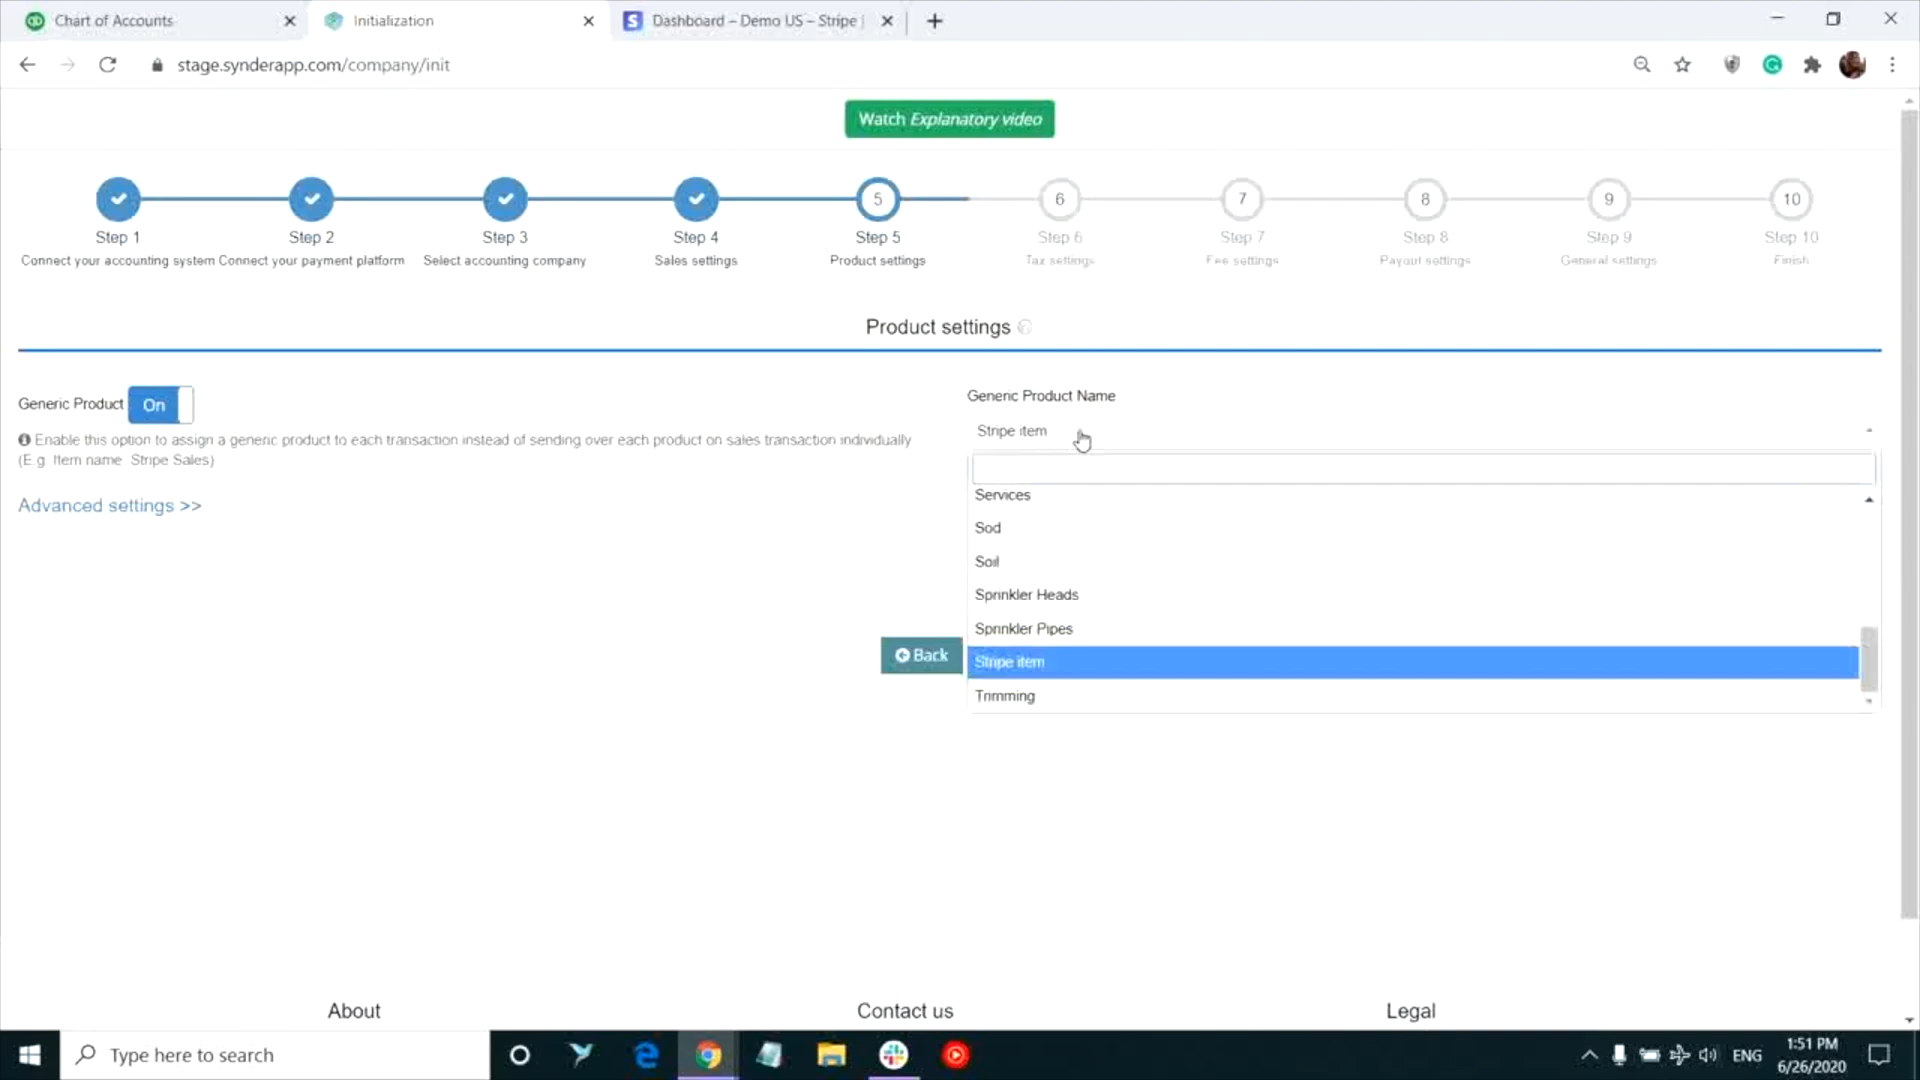 Chart of Accounts
Initialization
Dashboard – Demo US – Stripe
stage.synderapp.com/company/init
Watch Explanatory video
5
6
7
8
9
10
Step 1
Step 2
Step 3
Step 4
Step 5
Step 6
Step 7
Step 8
Step 9
Step 10
Connect your accounting system
Connect your payment platform
Select accounting company
Sales settings
Product settings
Tax settings
Fee settings
Payout settings
General settings
Finish
Product settings
Generic Product
On
Enable this option to assign a generic product to each transaction instead of sending over each product on sales transaction individually
(E.g. Item name Stripe Sales)
Advanced settings >>
Generic Product Name
Stripe item
Services
Sod
Soil
Sprinkler Heads
Sprinkler Pipes
Stripe item
Trimming
Back
About
Contact us
Legal
Type here to search
ENG
1:51 PM
6/26/2020